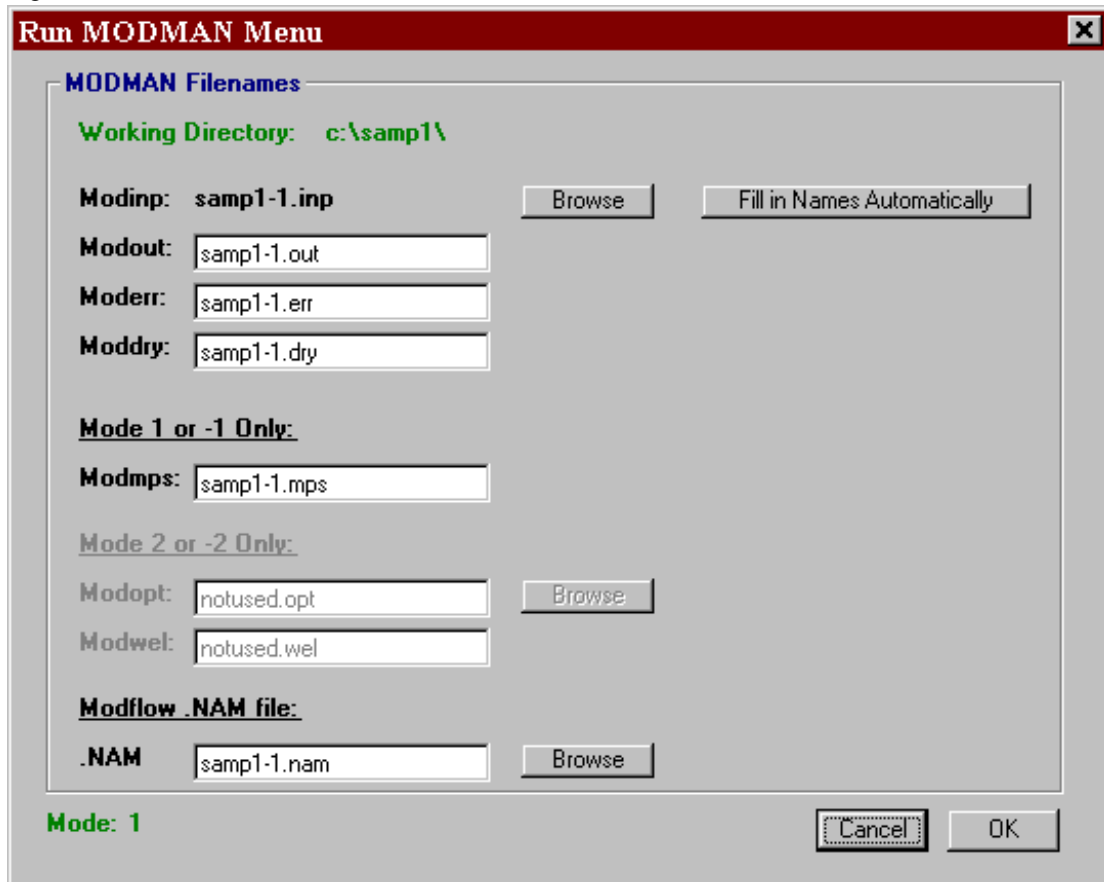 Run MODMAN Menu
MODMAN Filenames
Working Directory: c:\samp1\
Modinp: samp1-1.inp Browse Fill in Names Automatically
Modout: samp1-1.out
Moderr: samp1-1.err
Moddry: samp1-1.dry
Mode 1 or -1 Only:
Modmps: samp1-1.mps
Mode 2 or -2 Only:
Modopt: notused.opt Browse
Modwel: notused.wel
Modflow .NAM file:
.NAM samp1-1.nam Browse
Mode: 1 Cancel OK